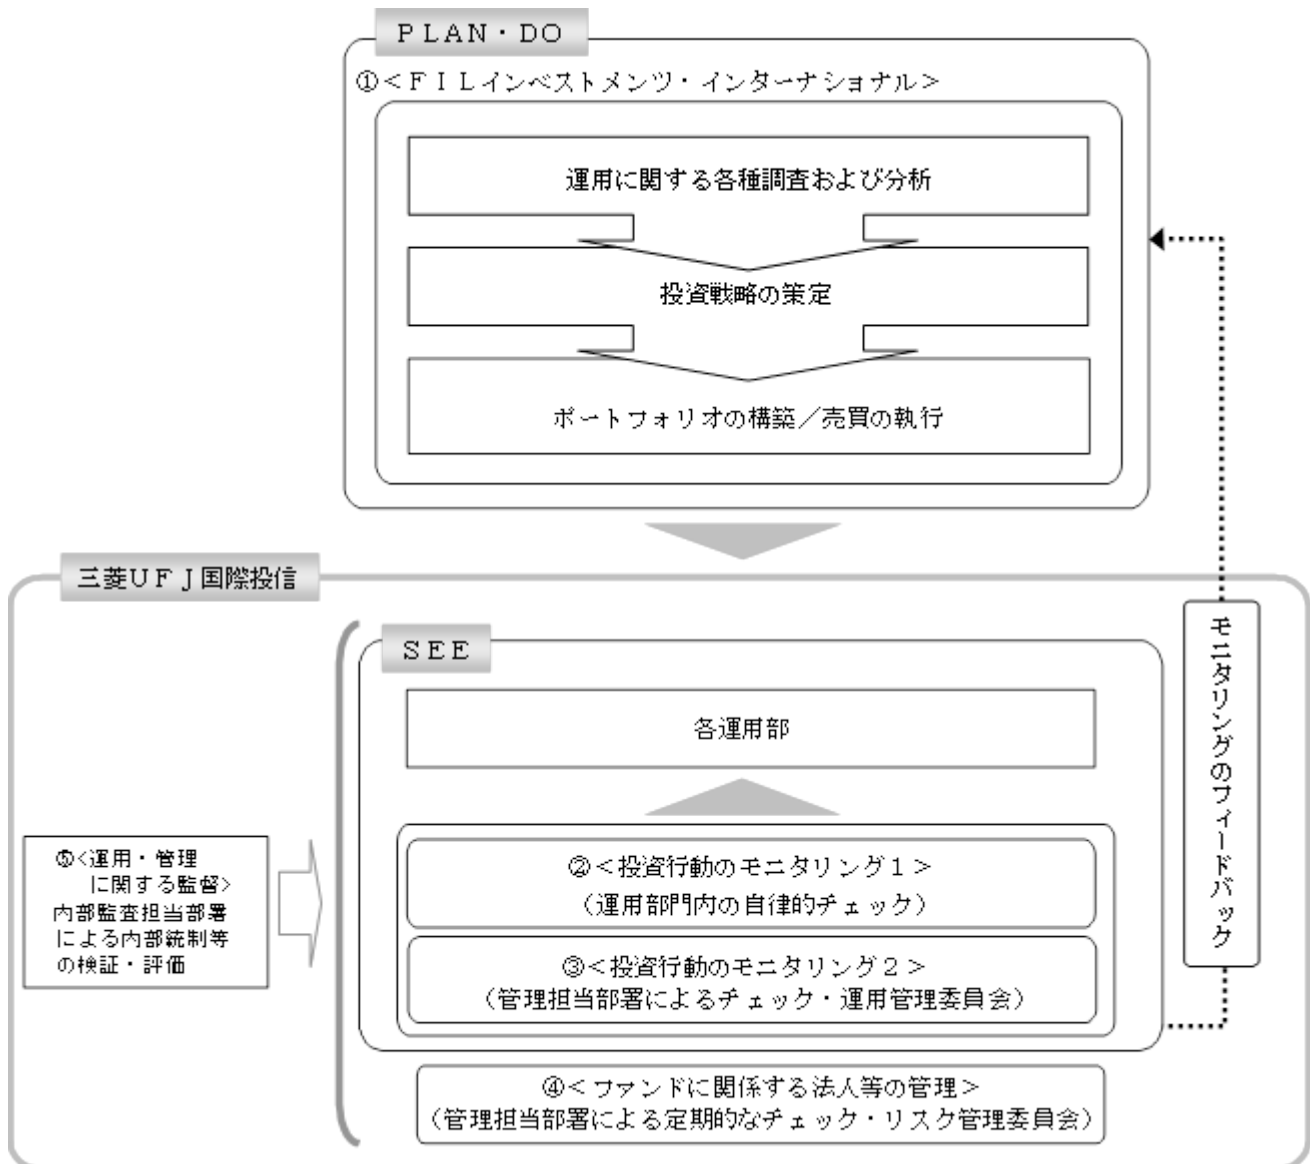 ＰＬＡＮ・ＤＯ
①＜ＦＩＬインベストメンツ・インターナショナル＞
運用に関する各種調査および分析
投資戦略の策定
ポートフォリオの構築／売買の執行
三菱ＵＦＪ国際投信
ＳＥＥ
各運用部
②＜投資行動のモニタリング１＞
（運用部門内の自律的チェック）
③＜投資行動のモニタリング２＞
（管理担当部署によるチェック・運用管理委員会）
④＜ファンドに関係する法人等の管理＞
（管理担当部署による定期的なチェック・リスク管理委員会）
⑤<運用・管理
に関する監督>
内部監査担当部署
による内部統制等
の検証・評価
モニタリングのフィードバック